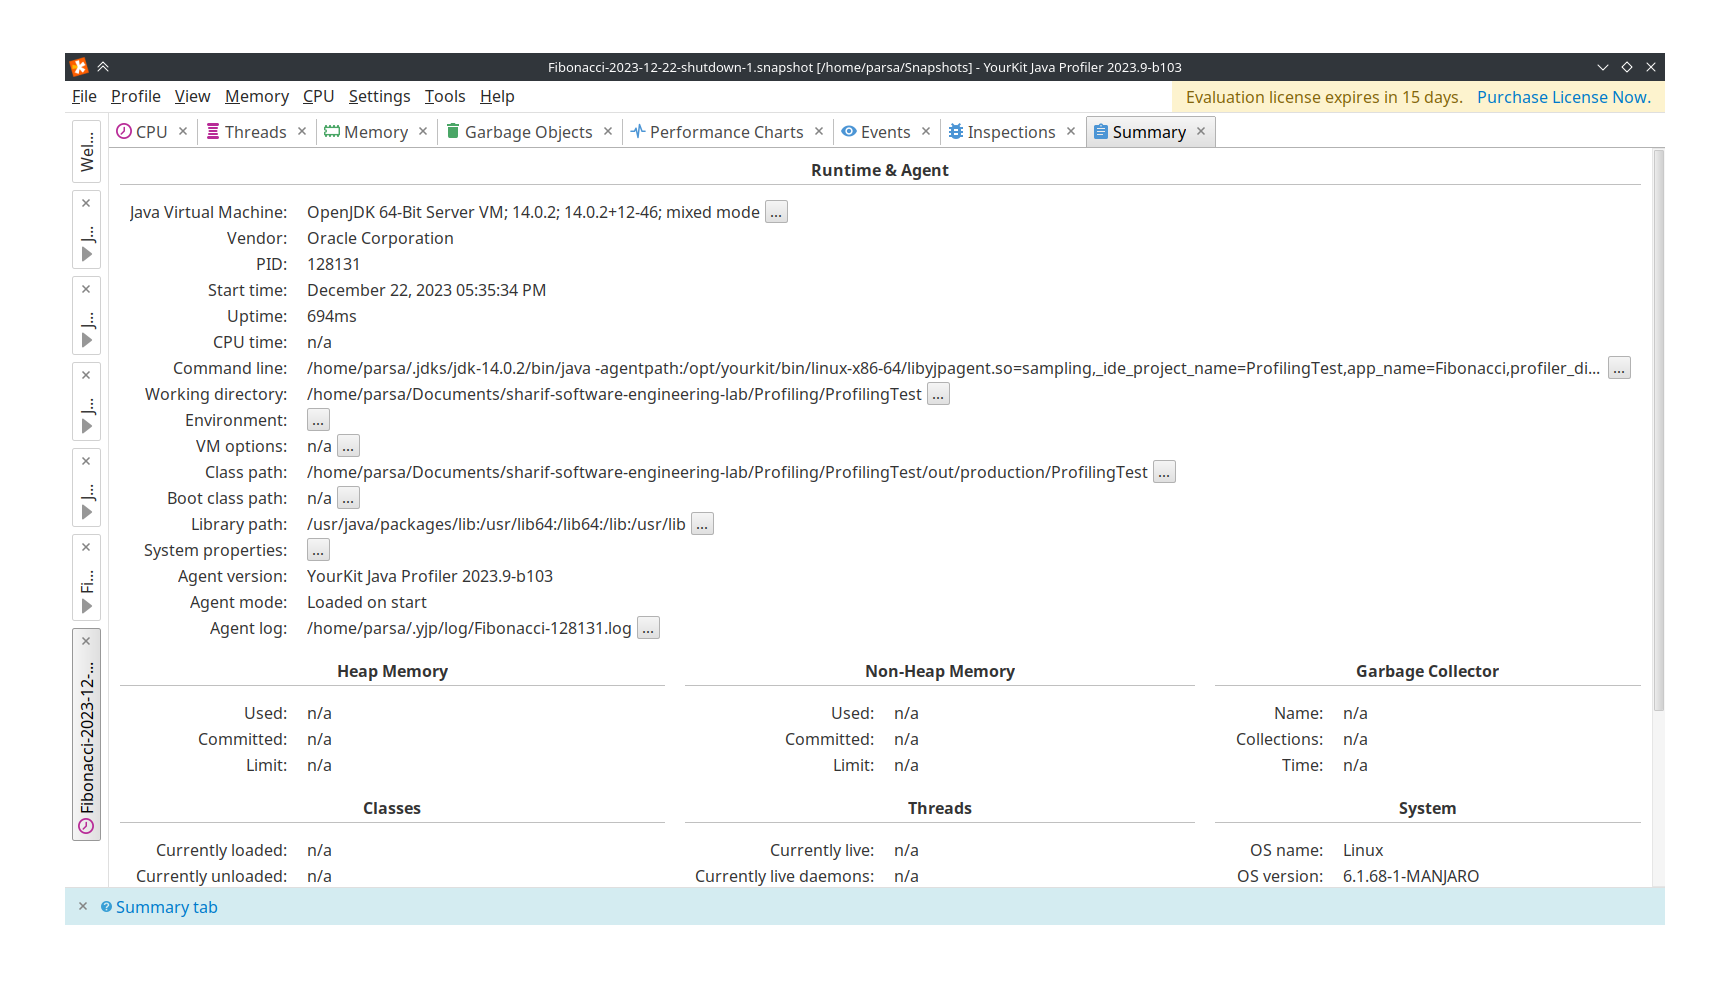 Fibonacci-2023-12-22-shutdown-1.snapshot [/home/parsa/Snapshots] - YourKit Java Profiler 2023.9-b103
File Profile View Memory CPU Settings Tools Help
Evaluation license expires in 15 days. Purchase License Now.
CPU Threads Memory Garbage Objects Performance Charts Events Inspections Summary
Wel...
J...
J...
J...
J...
Fi...
Fibonacci-2023-12-...
Runtime & Agent
Java Virtual Machine: OpenJDK 64-Bit Server VM; 14.0.2; 14.0.2+12-46; mixed mode ...
Vendor: Oracle Corporation
PID: 128131
Start time: December 22, 2023 05:35:34 PM
Uptime: 694ms
CPU time: n/a
Command line: /home/parsa/.jdks/jdk-14.0.2/bin/java -agentpath:/opt/yourkit/bin/linux-x86-64/libyjpagent.so=sampling,_ide_project_name=ProfilingTest,app_name=Fibonacci,profiler_di... ...
Working directory: /home/parsa/Documents/sharif-software-engineering-lab/Profiling/ProfilingTest ...
Environment: ...
VM options: n/a ...
Class path: /home/parsa/Documents/sharif-software-engineering-lab/Profiling/ProfilingTest/out/production/ProfilingTest ...
Boot class path: n/a ...
Library path: /usr/java/packages/lib:/usr/lib64:/lib64:/lib:/usr/lib ...
System properties: ...
Agent version: YourKit Java Profiler 2023.9-b103
Agent mode: Loaded on start
Agent log: /home/parsa/.yjp/log/Fibonacci-128131.log ...
Heap Memory
Used: n/a
Committed: n/a
Limit: n/a
Non-Heap Memory
Used: n/a
Committed: n/a
Limit: n/a
Garbage Collector
Name: n/a
Collections: n/a
Time: n/a
Classes
Currently loaded: n/a
Currently unloaded: n/a
Threads
Currently live: n/a
Currently live daemons: n/a
System
OS name: Linux
OS version: 6.1.68-1-MANJARO
Summary tab